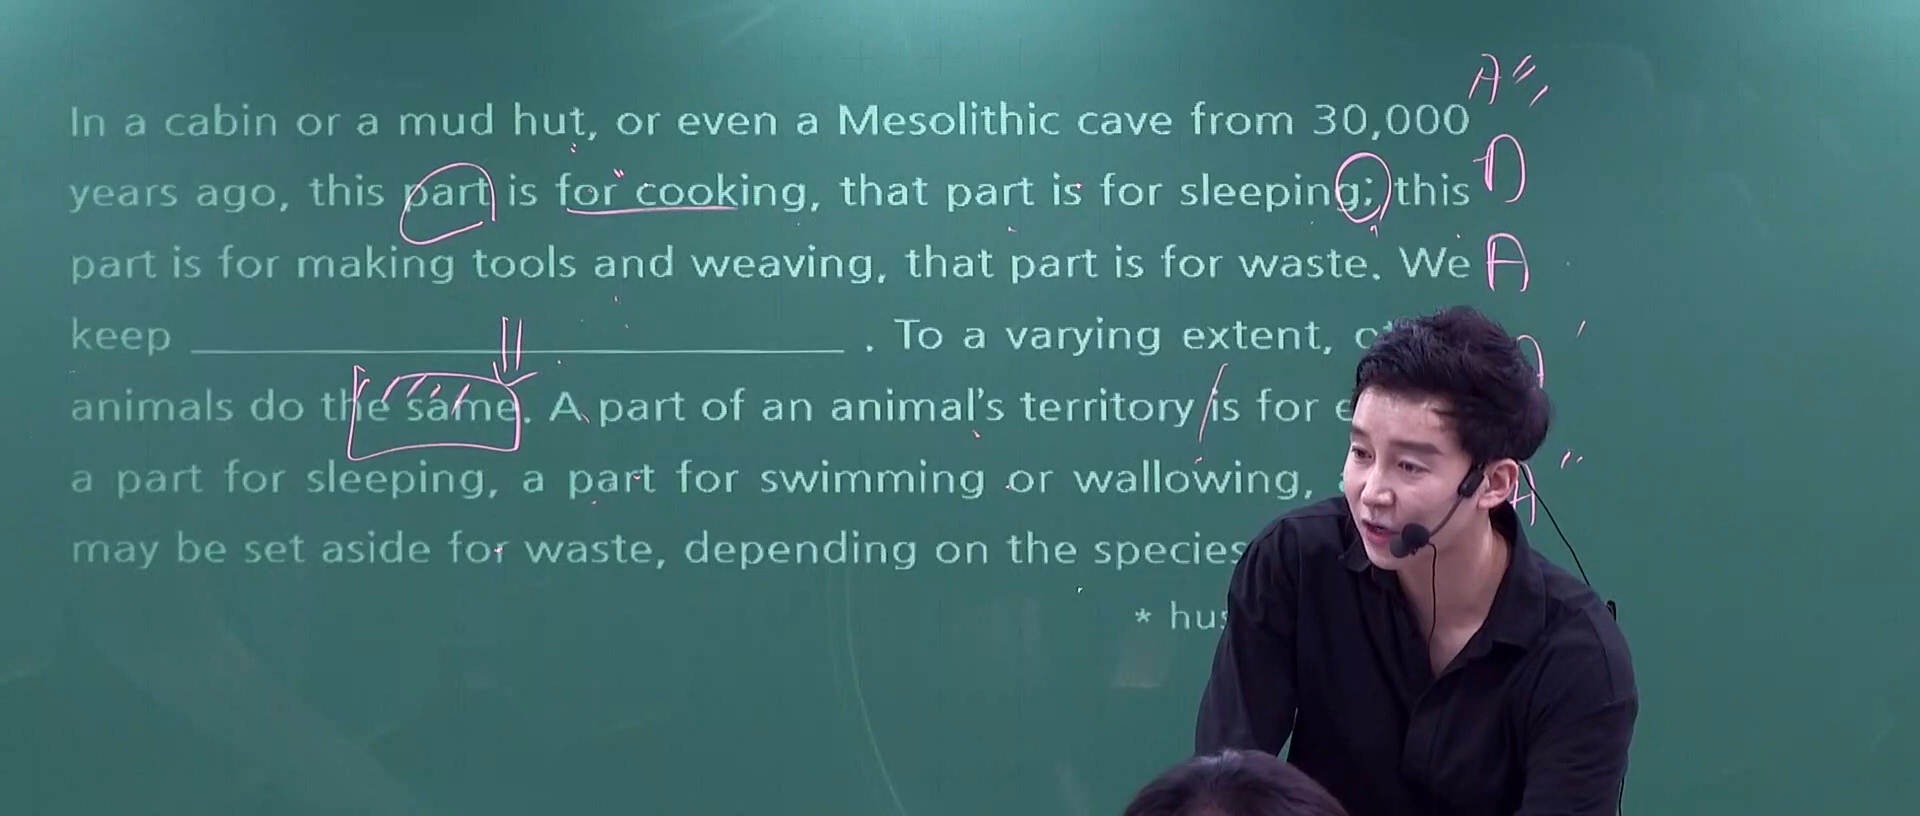 In a cabin or a mud hut, or even a Mesolithic cave from 30,000
years ago, this part is for cooking, that part is for sleeping; this
part is for making tools and weaving, that part is for waste. We
keep . To a varying extent,
animals do the same. A part of an animal's territory is for
a part for sleeping, a part for swimming or wallowing,
may be set aside for waste, depending on the species
*
A
D
A
A